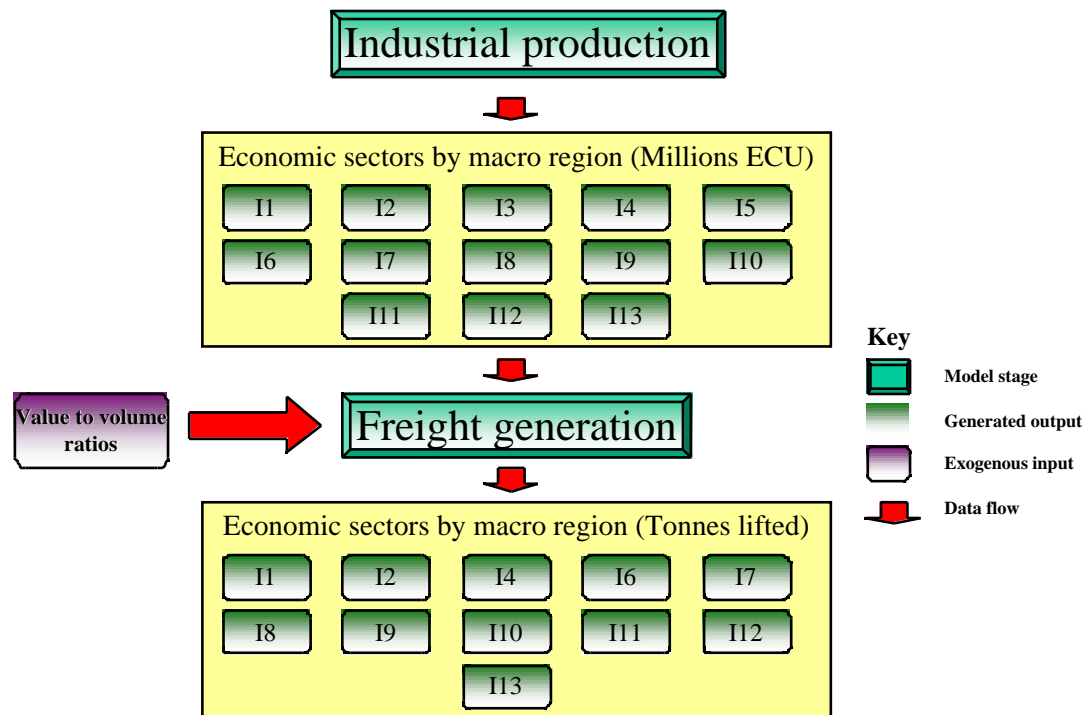 Industrial production
Economic sectors by macro region (Millions ECU)
I1 I2 I3 I4 I5
I6 I7 I8 I9 I10
I11 I12 I13
Key
Model stage
Generated output
Exogenous input
Data flow
Value to volume
ratios
Freight generation
Economic sectors by macro region (Tonnes lifted)
I1 I2 I4 I6 I7
I8 I9 I10 I11 I12
I13